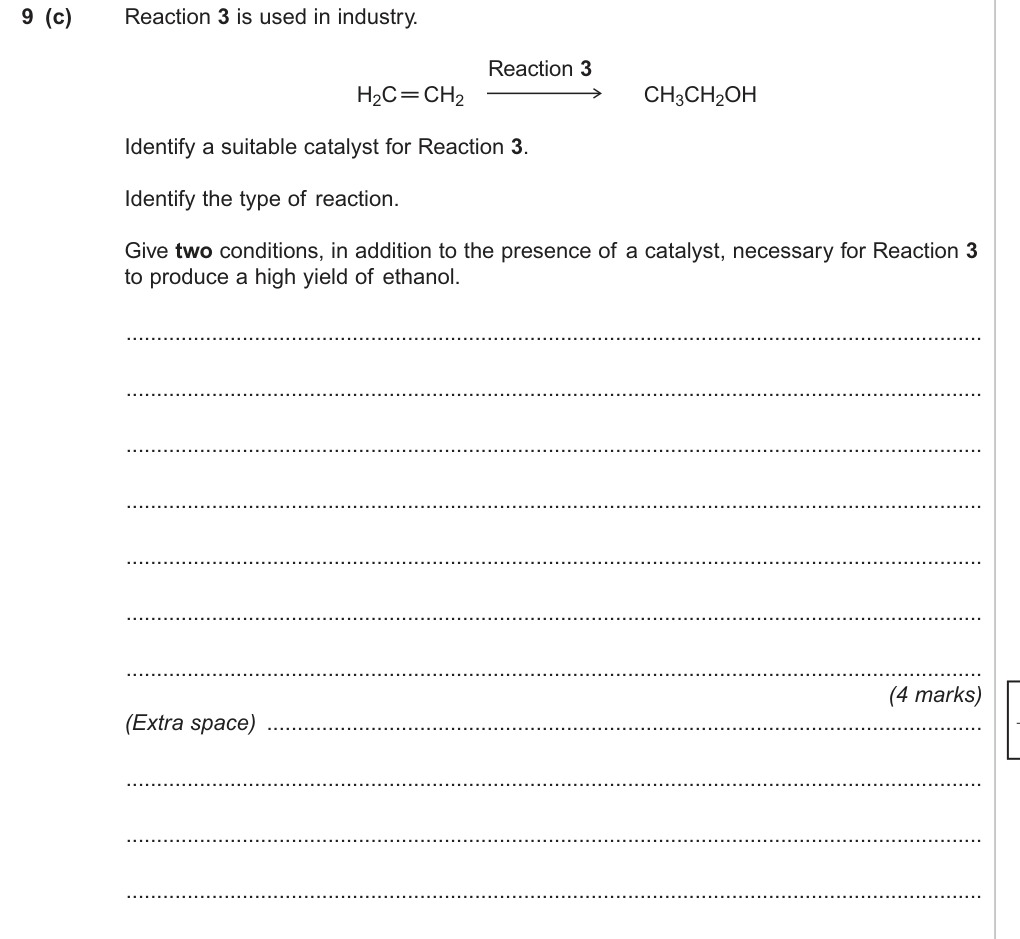 9 (c) Reaction 3 is used in industry.
Reaction 3
H₂C=CH₂ ⟶ CH₃CH₂OH
Identify a suitable catalyst for Reaction 3.
Identify the type of reaction.
Give two conditions, in addition to the presence of a catalyst, necessary for Reaction 3
to produce a high yield of ethanol.
(4 marks)
(Extra space)